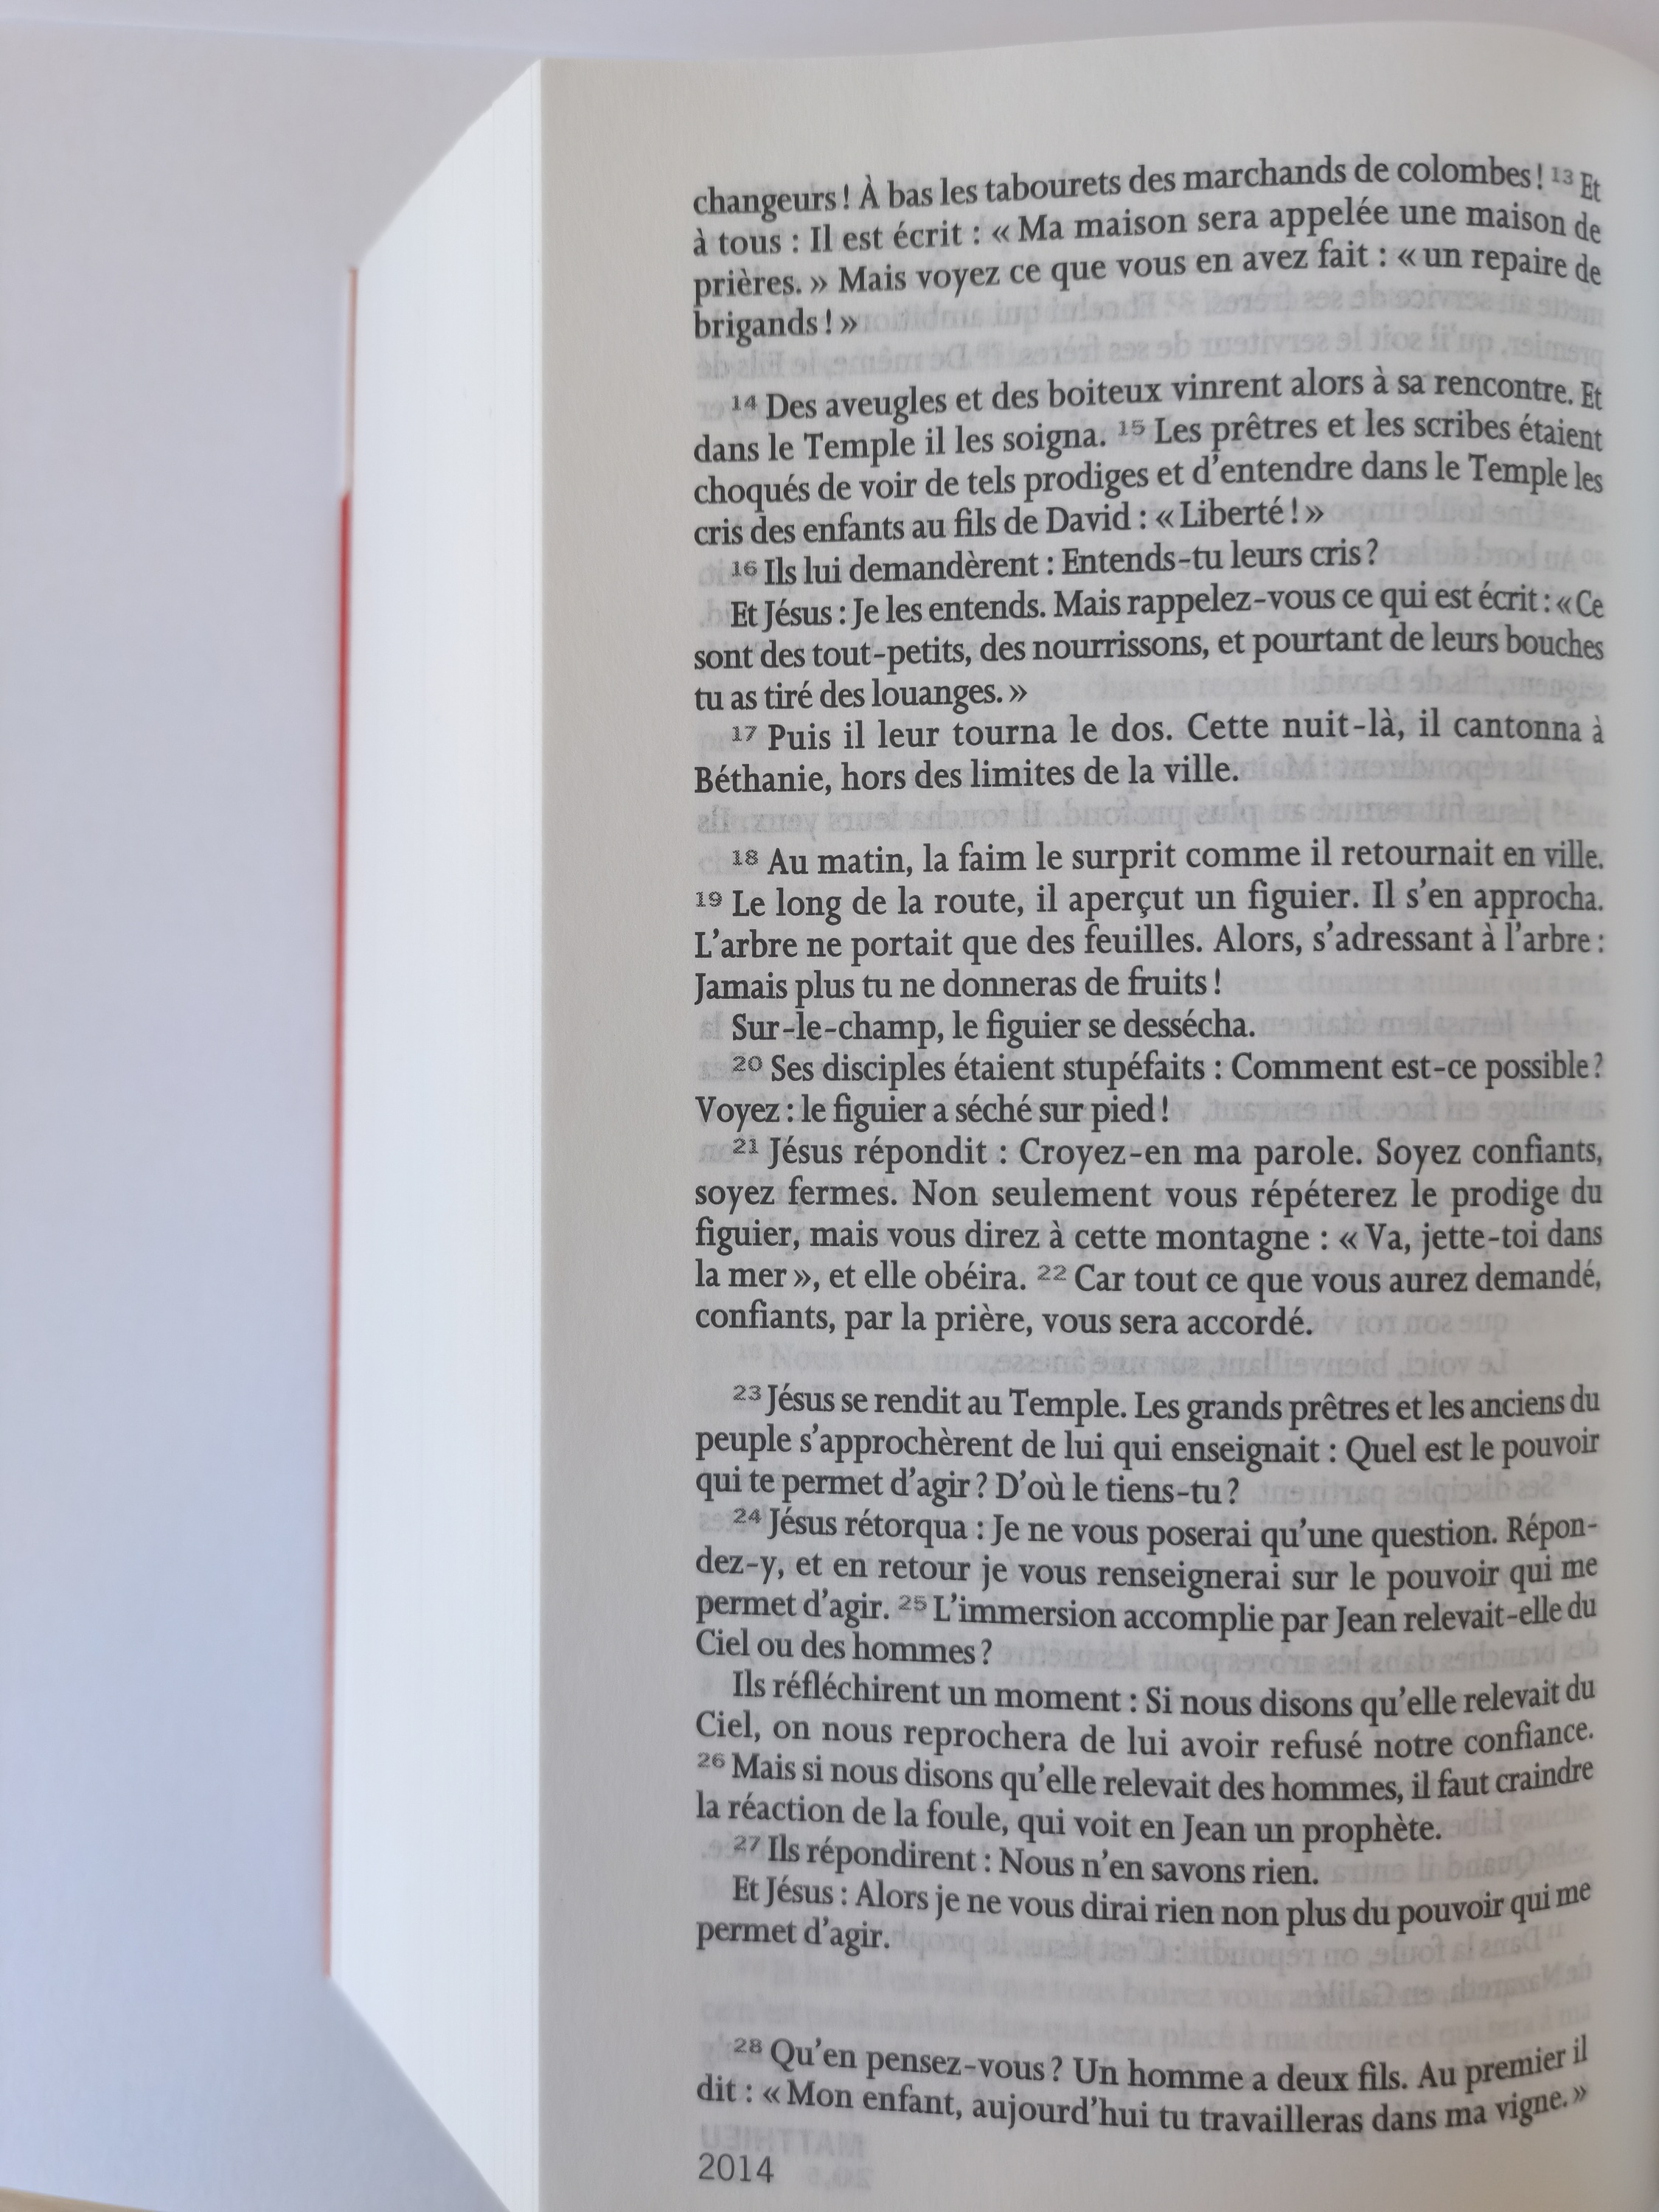 changeurs ! À bas les tabourets des marchands de colombes ! 13 Et
à tous : Il est écrit : « Ma maison sera appelée une maison de
prières. » Mais voyez ce que vous en avez fait : « un repaire de
brigands ! »
14 Des aveugles et des boiteux vinrent alors à sa rencontre. Et
dans le Temple il les soigna. 15 Les prêtres et les scribes étaient
choqués de voir de tels prodiges et d’entendre dans le Temple les
cris des enfants au fils de David : « Liberté ! »
16 Ils lui demandèrent : Entends-tu leurs cris ?
Et Jésus : Je les entends. Mais rappelez-vous ce qui est écrit : « Ce
sont des tout-petits, des nourrissons, et pourtant de leurs bouches
tu as tiré des louanges. »
17 Puis il leur tourna le dos. Cette nuit-là, il cantonna à
Béthanie, hors des limites de la ville.
18 Au matin, la faim le surprit comme il retournait en ville.
19 Le long de la route, il aperçut un figuier. Il s’en approcha.
L’arbre ne portait que des feuilles. Alors, s’adressant à l’arbre :
Jamais plus tu ne donneras de fruits !
Sur-le-champ, le figuier se dessécha.
20 Ses disciples étaient stupéfaits : Comment est-ce possible ?
Voyez : le figuier a séché sur pied !
21 Jésus répondit : Croyez-en ma parole. Soyez confiants,
soyez fermes. Non seulement vous répéterez le prodige du
figuier, mais vous direz à cette montagne : « Va, jette-toi dans
la mer », et elle obéira. 22 Car tout ce que vous aurez demandé,
confiants, par la prière, vous sera accordé.
23 Jésus se rendit au Temple. Les grands prêtres et les anciens du
peuple s’approchèrent de lui qui enseignait : Quel est le pouvoir
qui te permet d’agir ? D’où le tiens-tu ?
24 Jésus rétorqua : Je ne vous poserai qu’une question. Répon-
dez-y, et en retour je vous renseignerai sur le pouvoir qui me
permet d’agir. 25 L’immersion accomplie par Jean relevait-elle du
Ciel ou des hommes ?
Ils réfléchirent un moment : Si nous disons qu’elle relevait du
Ciel, on nous reprochera de lui avoir refusé notre confiance.
26 Mais si nous disons qu’elle relevait des hommes, il faut craindre
la réaction de la foule, qui voit en Jean un prophète.
27 Ils répondirent : Nous n’en savons rien.
Et Jésus : Alors je ne vous dirai rien non plus du pouvoir qui me
permet d’agir.
28 Qu’en pensez-vous ? Un homme a deux fils. Au premier il
dit : « Mon enfant, aujourd’hui tu travailleras dans ma vigne. »
2014